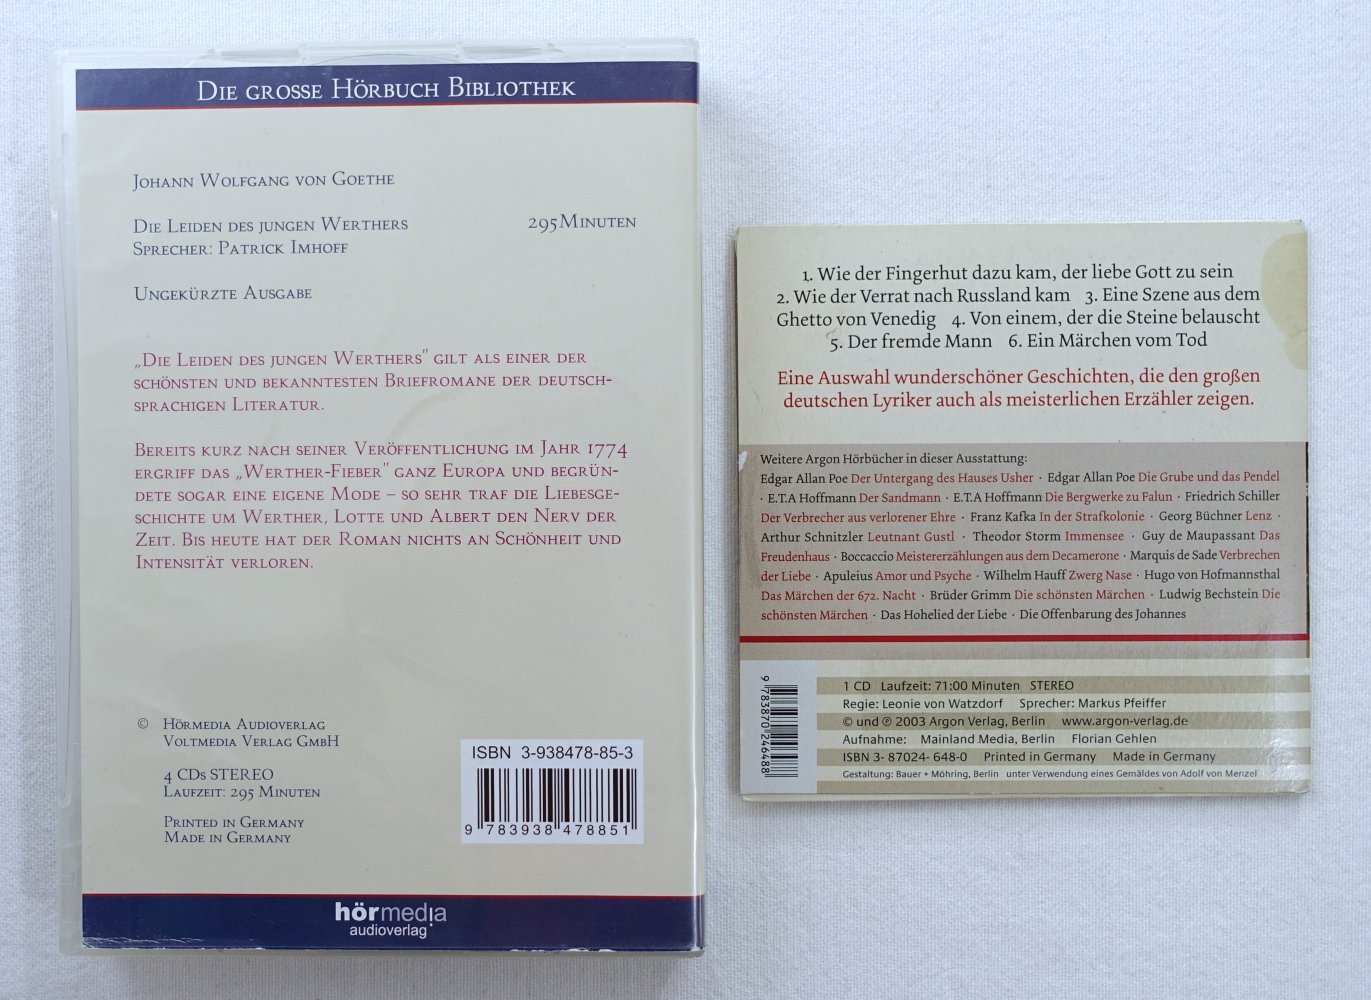 Die grosse Hörbuch Bibliothek
Johann Wolfgang von Goethe
Die Leiden des jungen Werthers 295 Minuten
Sprecher: Patrick Imhoff
Ungekürzte Ausgabe
„Die Leiden des jungen Werthers" gilt als einer der
schönsten und bekanntesten Briefromane der deutsch-
sprachigen Literatur.
Bereits kurz nach seiner Veröffentlichung im Jahr 1774
ergriff das „Werther-Fieber" ganz Europa und begrün-
dete sogar eine eigene Mode – so sehr traf die Liebesge-
schichte um Werther, Lotte und Albert den Nerv der
Zeit. Bis heute hat der Roman nichts an Schönheit und
Intensität verloren.
© Hörmedia Audioverlag
Voltmedia Verlag GmbH
4 CDs STEREO
Laufzeit: 295 Minuten
Printed in Germany
Made in Germany
ISBN 3-938478-85-3
9 783938 478851
hörmedia
audioverlag
1. Wie der Fingerhut dazu kam, der liebe Gott zu sein
2. Wie der Verrat nach Russland kam 3. Eine Szene aus dem
Ghetto von Venedig 4. Von einem, der die Steine belauscht
5. Der fremde Mann 6. Ein Märchen vom Tod
Eine Auswahl wunderschöner Geschichten, die den großen
deutschen Lyriker auch als meisterlichen Erzähler zeigen.
Weitere Argon Hörbücher in dieser Ausstattung:
Edgar Allan Poe Der Untergang des Hauses Usher · Edgar Allan Poe Die Grube und das Pendel
· E.T.A Hoffmann Der Sandmann · E.T.A Hoffmann Die Bergwerke zu Falun · Friedrich Schiller
Der Verbrecher aus verlorener Ehre · Franz Kafka In der Strafkolonie · Georg Büchner Lenz ·
Arthur Schnitzler Leutnant Gustl · Theodor Storm Immensee · Guy de Maupassant Das
Freudenhaus · Boccaccio Meistererzählungen aus dem Decamerone · Marquis de Sade Verbrechen
der Liebe · Apuleius Amor und Psyche · Wilhelm Hauff Zwerg Nase · Hugo von Hofmannsthal
Das Märchen der 672. Nacht · Brüder Grimm Die schönsten Märchen · Ludwig Bechstein Die
schönsten Märchen · Das Hohelied der Liebe · Die Offenbarung des Johannes
9 783870 246488
1 CD Laufzeit: 71:00 Minuten STEREO
Regie: Leonie von Watzdorf Sprecher: Markus Pfeiffer
© und ℗ 2003 Argon Verlag, Berlin www.argon-verlag.de
Aufnahme: Mainland Media, Berlin Florian Gehlen
ISBN 3- 87024- 648-0 Printed in Germany Made in Germany
Gestaltung: Bauer + Möhring, Berlin unter Verwendung eines Gemäldes von Adolf von Menzel